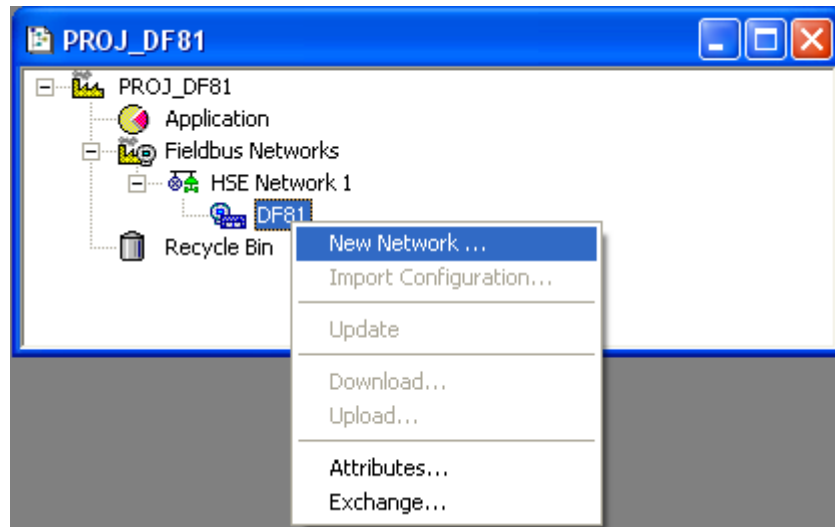 PROJ_DF81
PROJ_DF81
Application
Fieldbus Networks
HSE Network 1
DF81
Recycle Bin
New Network ...
Import Configuration...
Update
Download...
Upload...
Attributes...
Exchange...